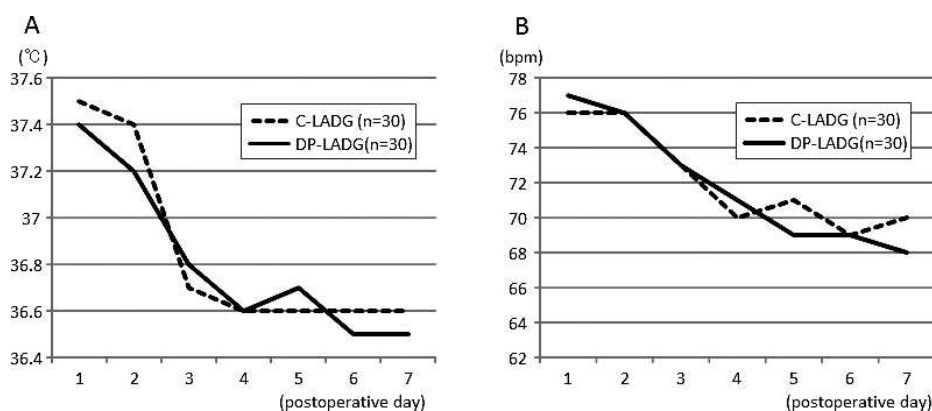 A
(℃)
37.6
37.4
37.2
37
36.8
36.6
36.4
C-LADG (n=30)
DP-LADG(n=30)
1 2 3 4 5 6 7
(postoperative day)
B
(bpm)
78
76
74
72
70
68
66
64
62
C-LADG (n=30)
DP-LADG(n=30)
1 2 3 4 5 6 7
(postoperative day)